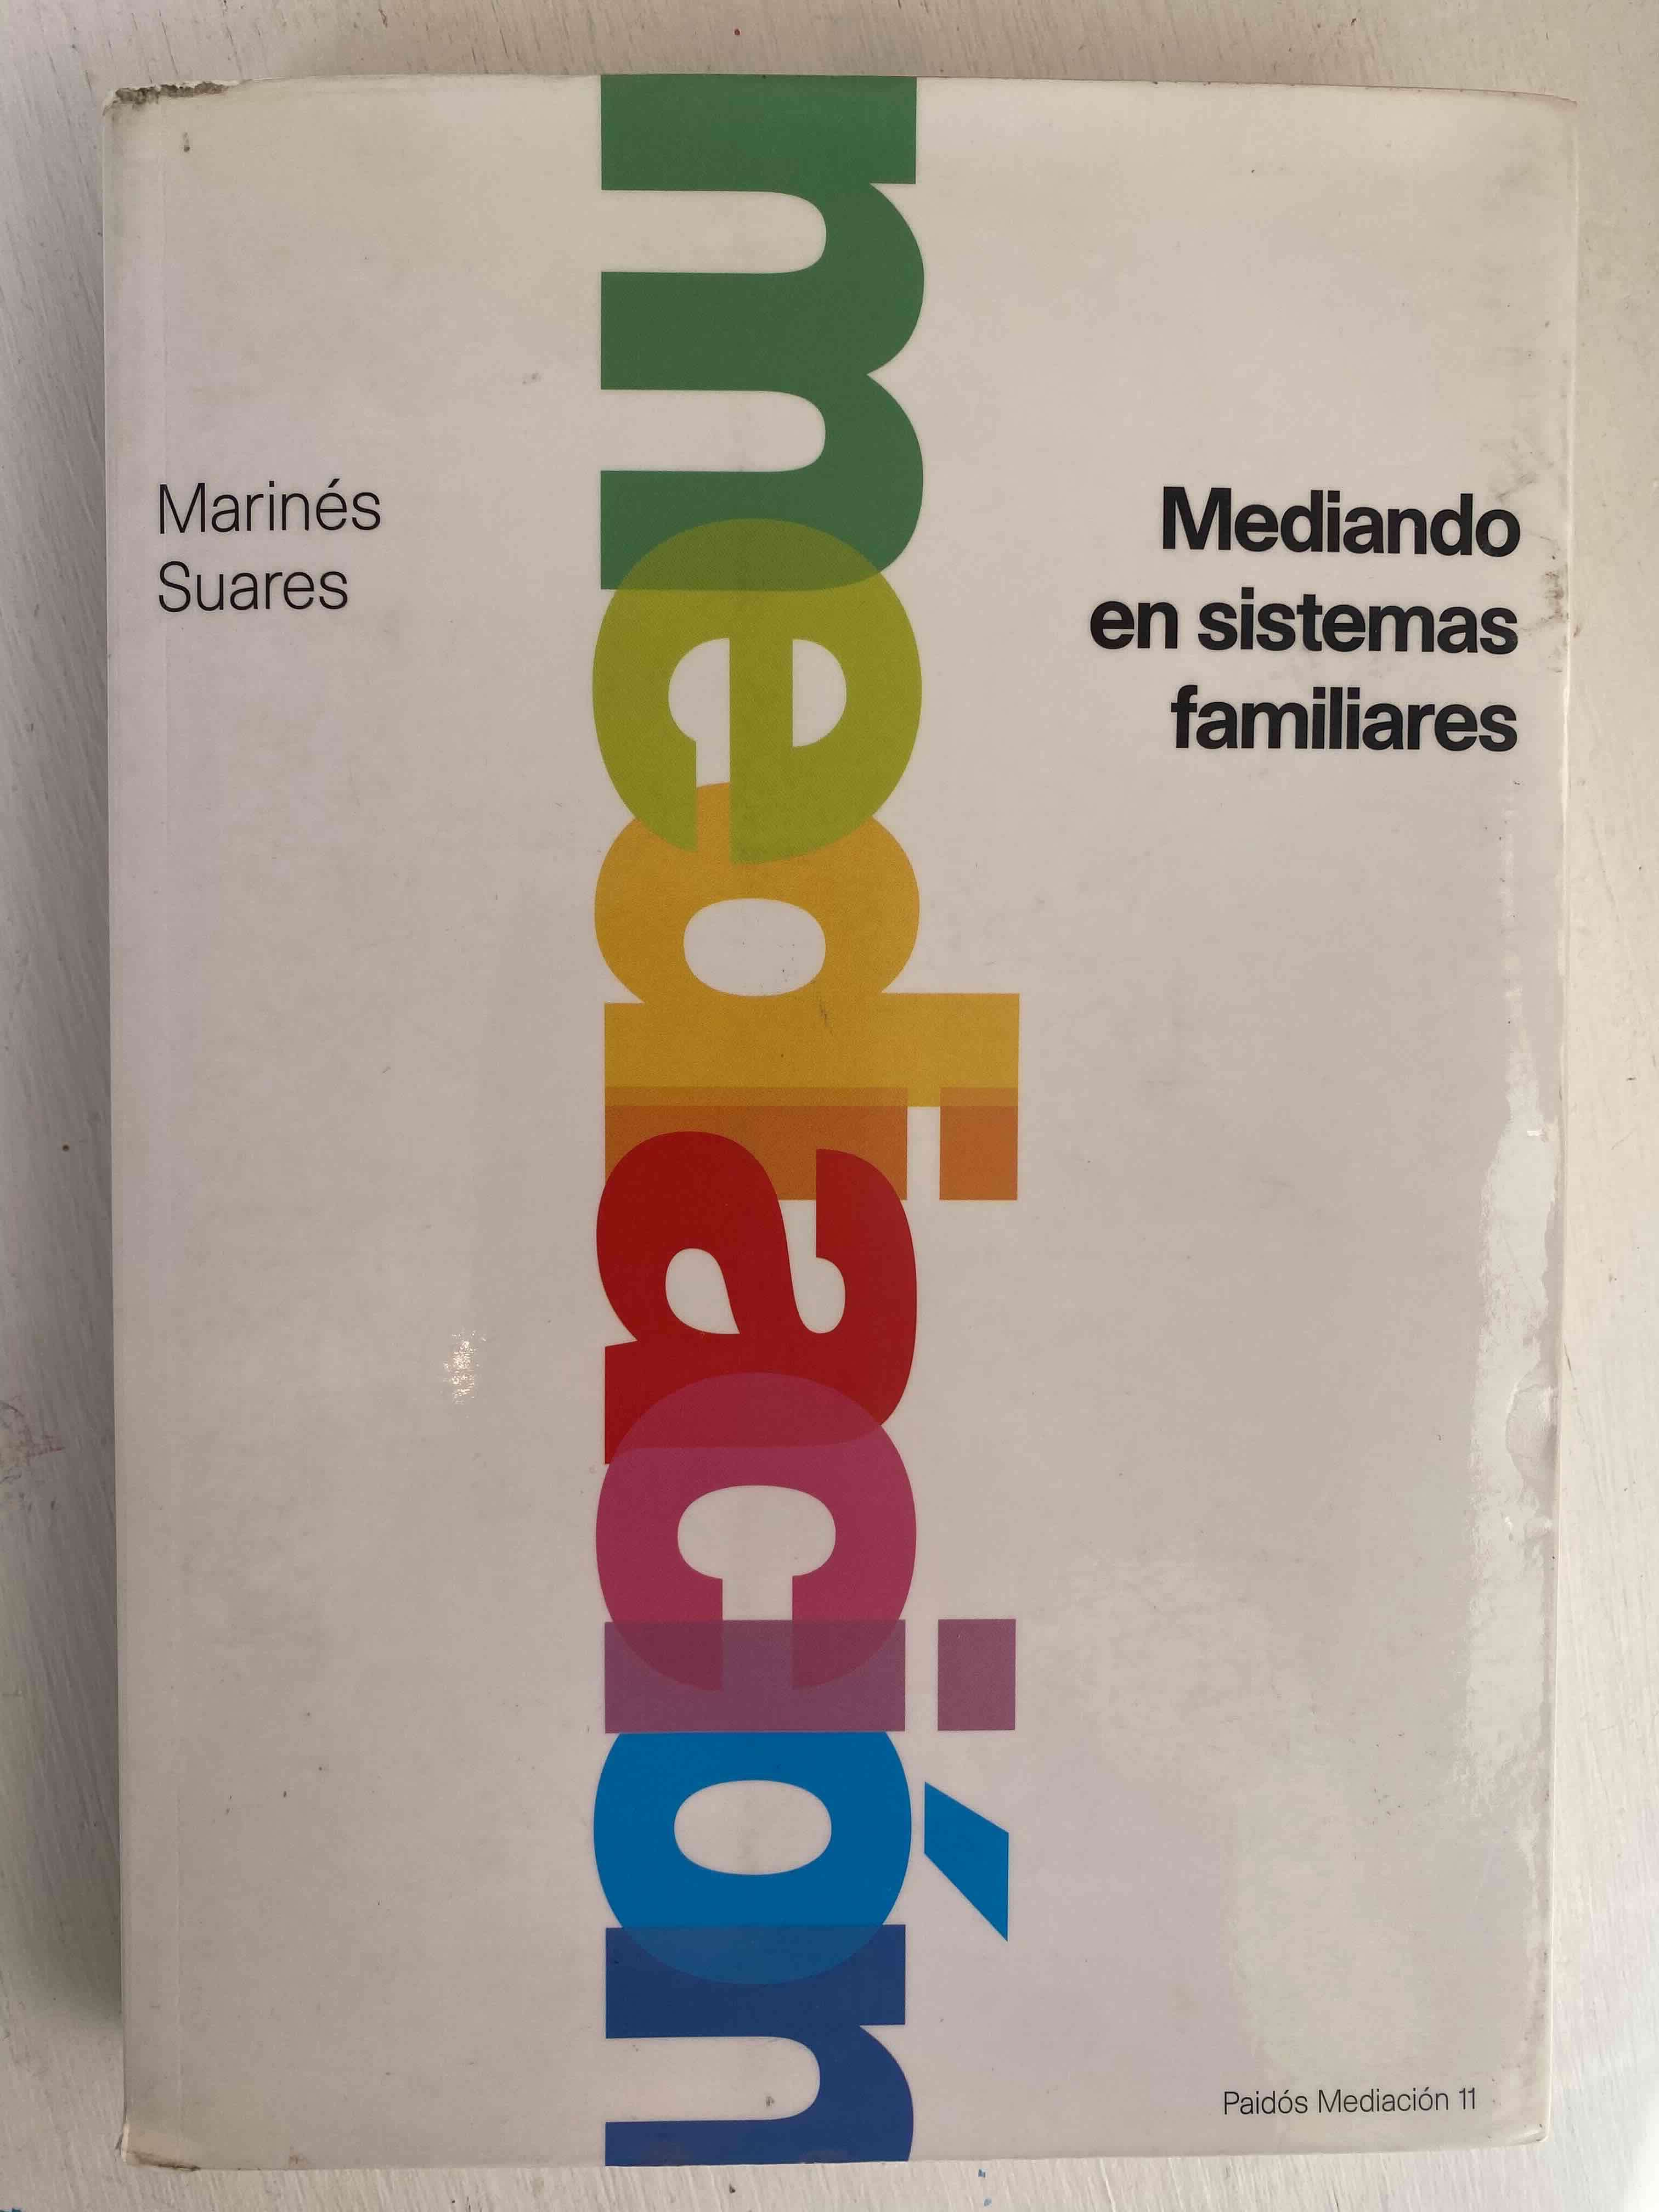 Marinés
Suares
mediación
Mediando
en sistemas
familiares
Paidós Mediación 11